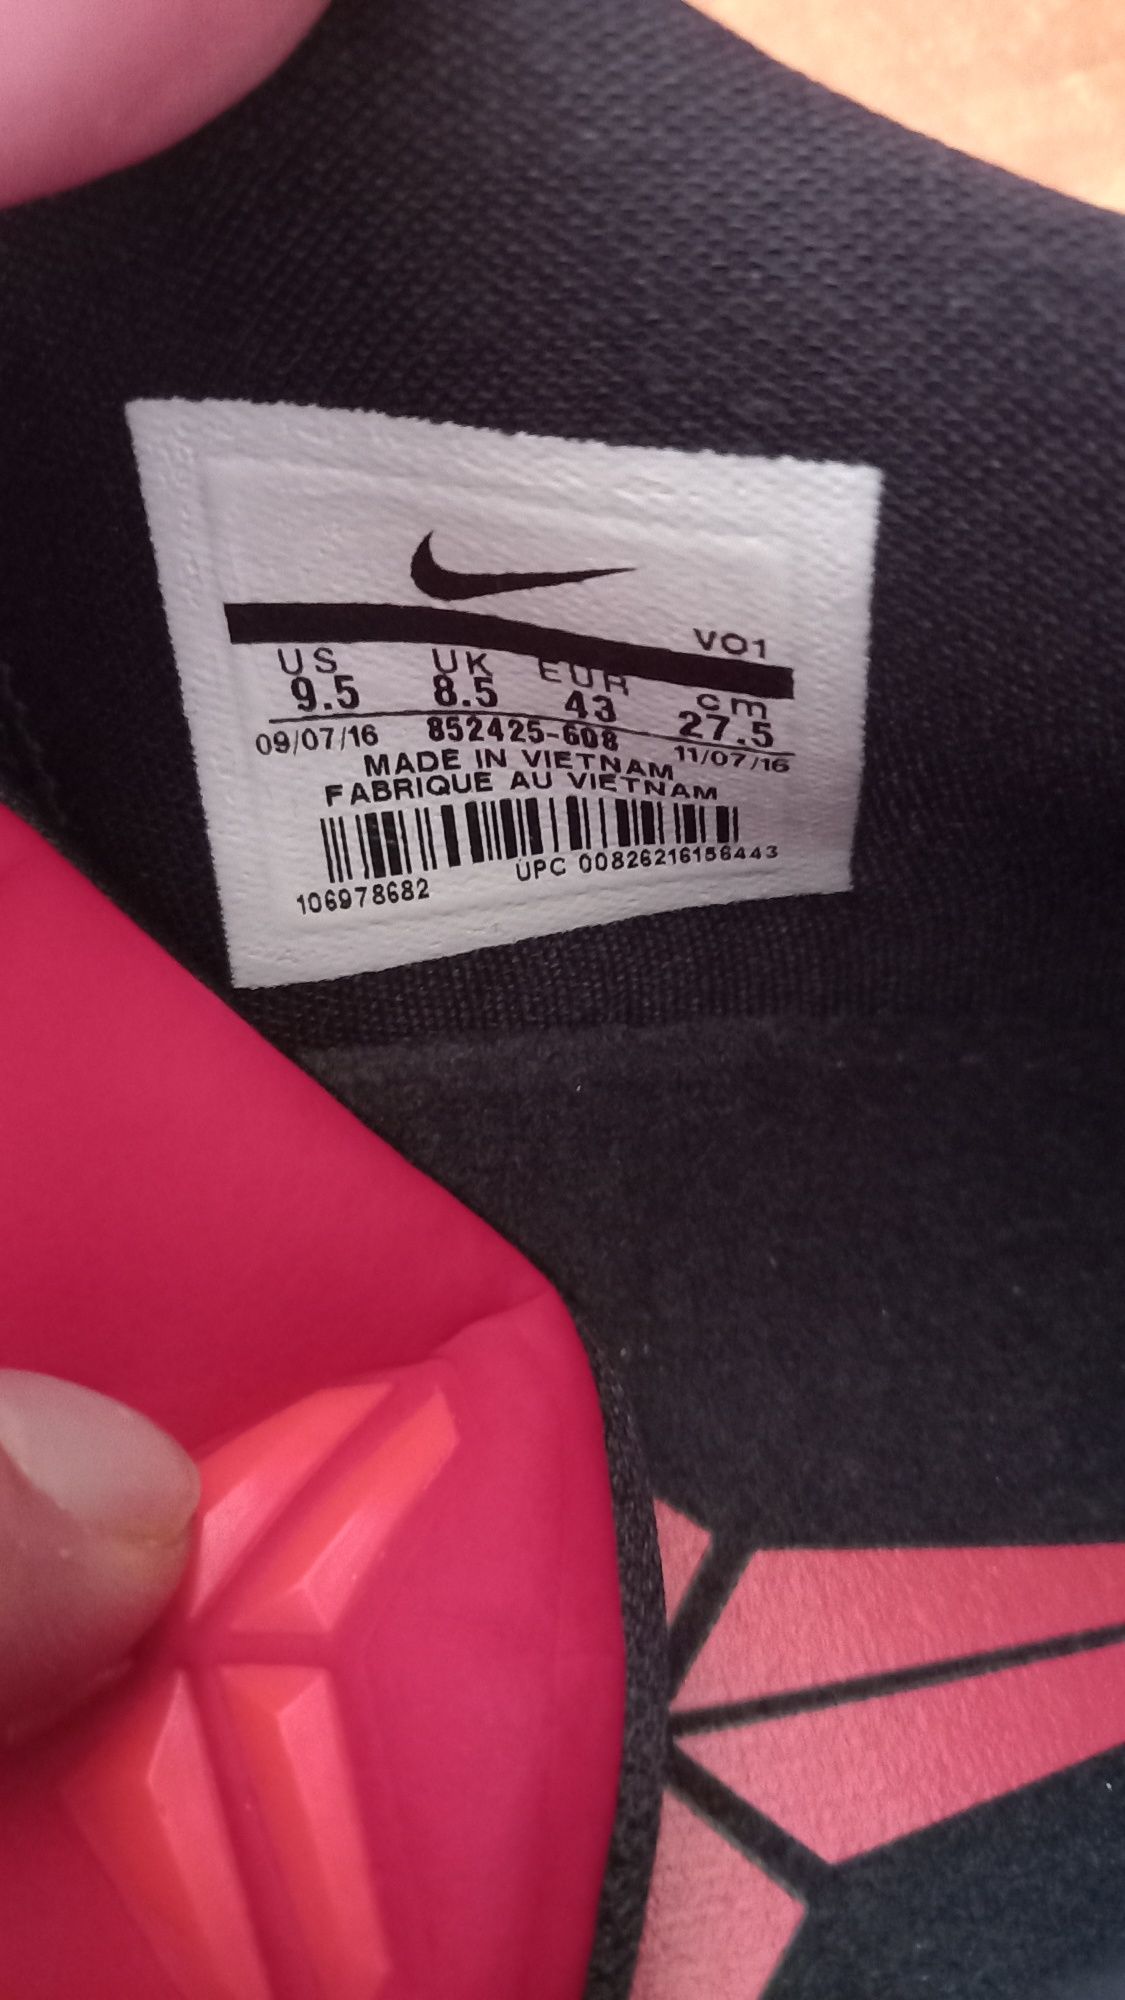 VO1
US UK EUR cm
9.5 8.5 43 27.5
09/07/16 852425-608 11/07/16
MADE IN VIETNAM
FABRIQUE AU VIETNAM
UPC 00826216156443
106978682